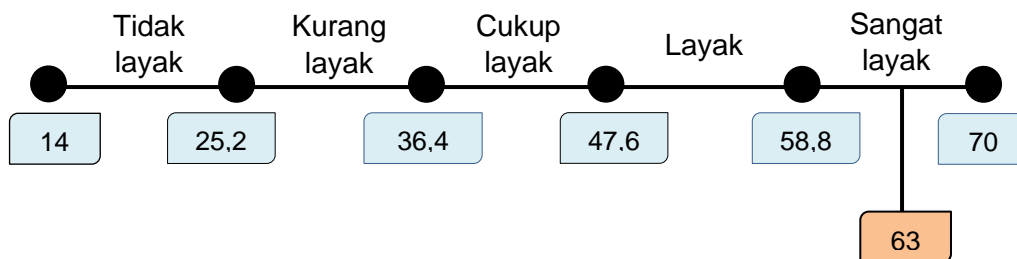 Tidak
layak
Kurang
layak
Cukup
layak
Layak
Sangat
layak
14
25,2
36,4
47,6
58,8
70
63